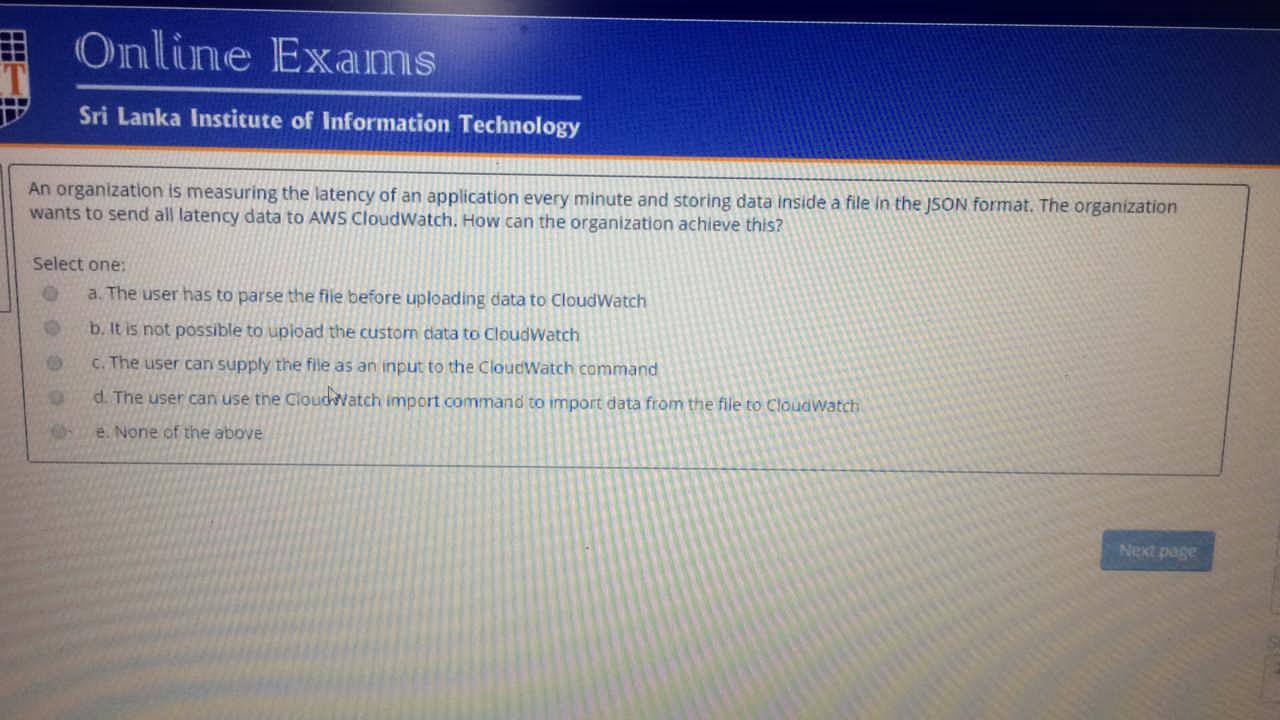 Online Exams
T
Sri Lanka Institute of Information Technology
An organization is measuring the latency of an application every minute and storing data inside a file in the JSON format. The organization
wants to send all latency data to AWS CloudWatch. How can the organization achieve this?
Select one:
a. The user has to parse the file before uploading data to CloudWatch
b. It is not possible to upload the custom data to CloudWatch
c. The user can supply the file as an input to the CloudWatch command
d. The user can use the CloudWatch import command to import data from the file to CloudWatch
e. None of the above
Next page